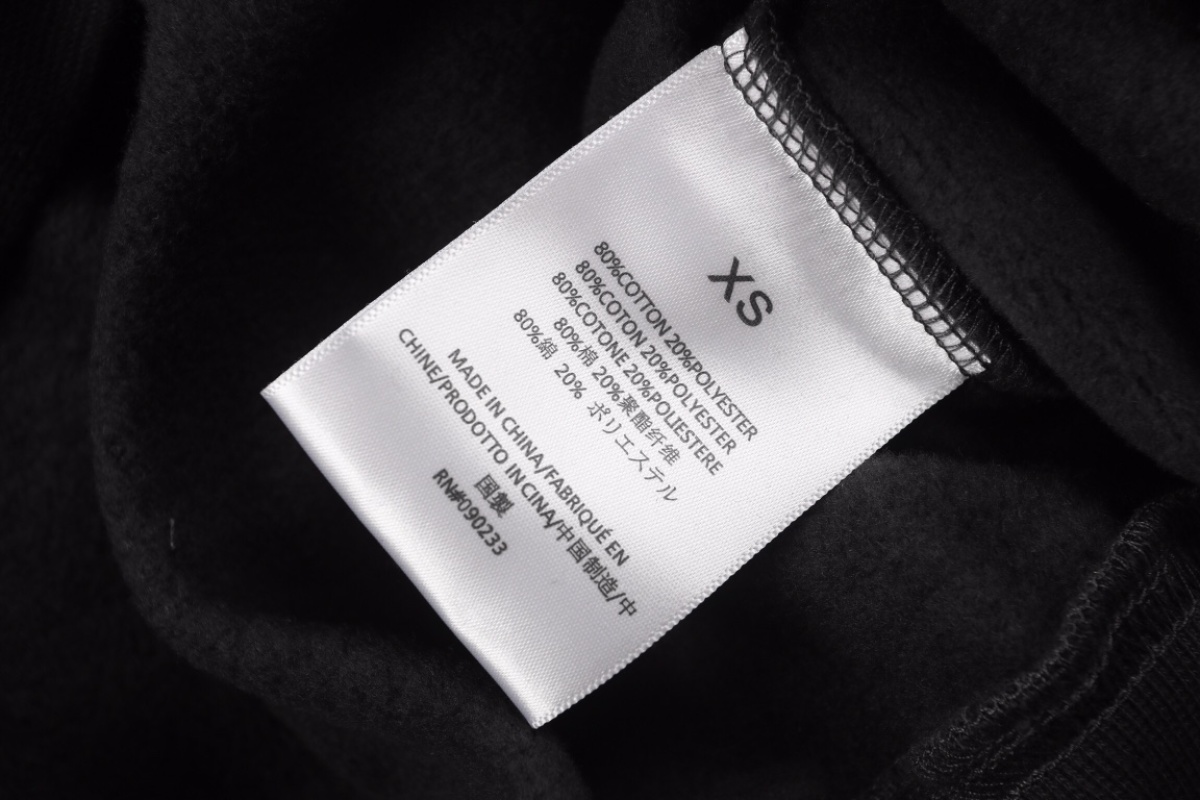 XS
80%COTTON 20%POLYESTER
80%COTON 20%POLYESTER
80%COTONE 20%POLIESTERE
80%棉 20%聚酯纤维
80%綿 20% ポリエステル
MADE IN CHINA/FABRIQUÉ EN
CHINE/PRODOTTO IN CINA/中国制造/中
国製
RN#090233